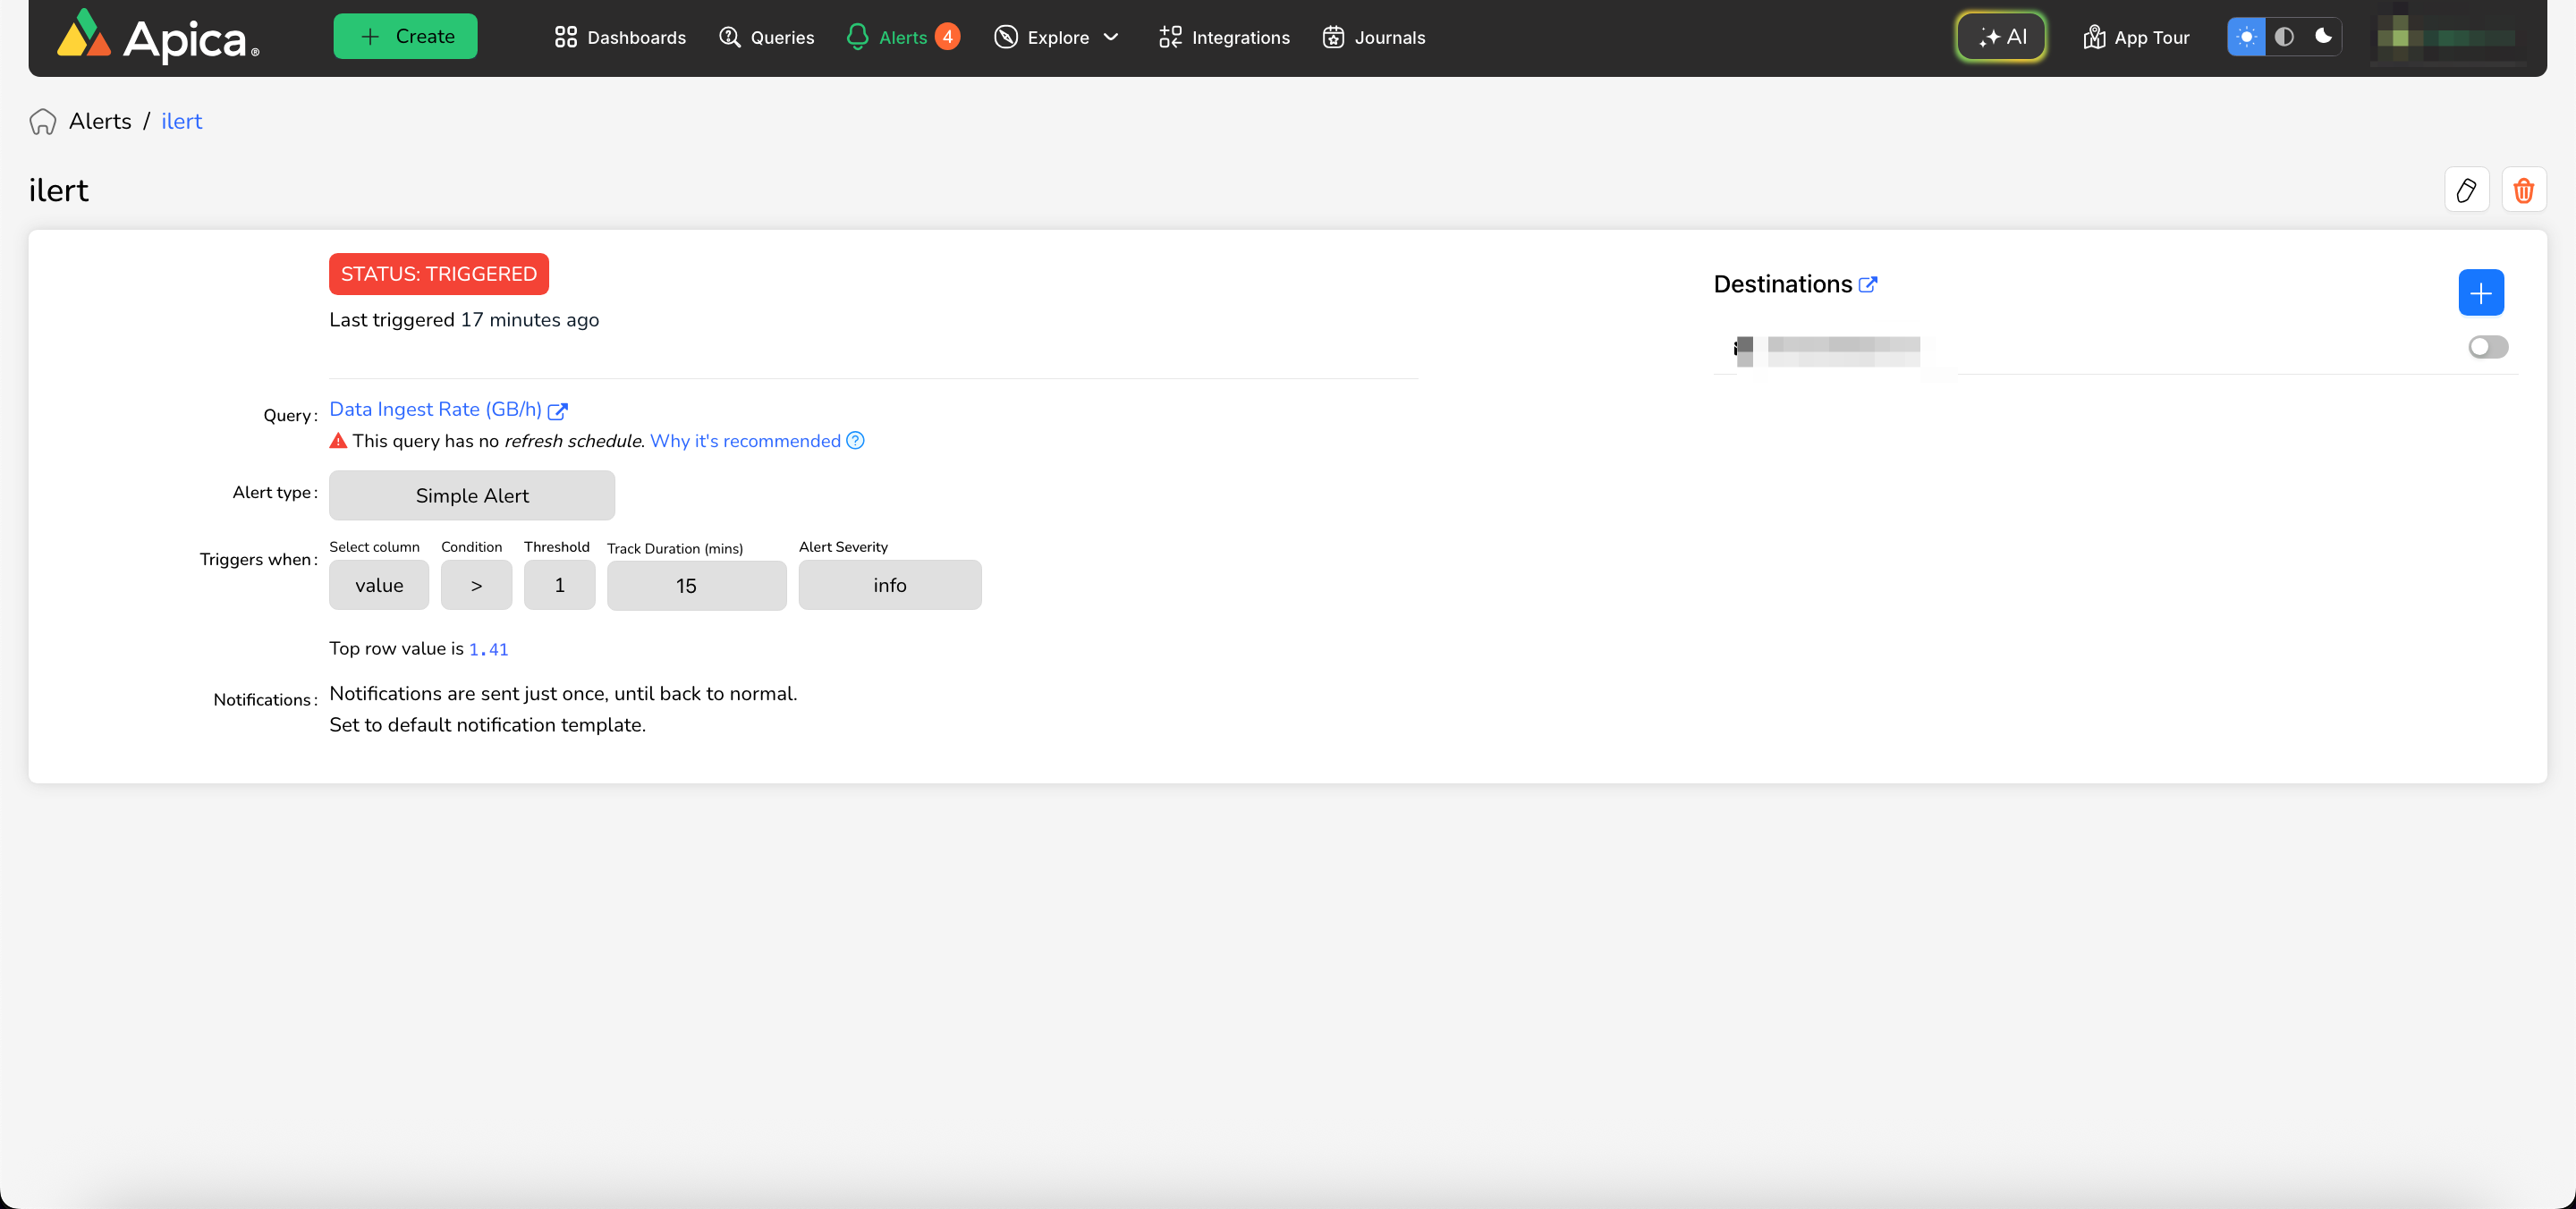 Apica®
+ Create
Dashboards
Queries
Alerts 4
Explore
Integrations
Journals
AI
App Tour
Alerts / ilert
ilert
STATUS: TRIGGERED
Last triggered 17 minutes ago
Destinations
Query:
Data Ingest Rate (GB/h)
This query has no refresh schedule. Why it's recommended
Alert type:
Simple Alert
Triggers when:
Select column Condition Threshold Track Duration (mins) Alert Severity
value > 1 15 info
Top row value is 1.41
Notifications:
Notifications are sent just once, until back to normal.
Set to default notification template.